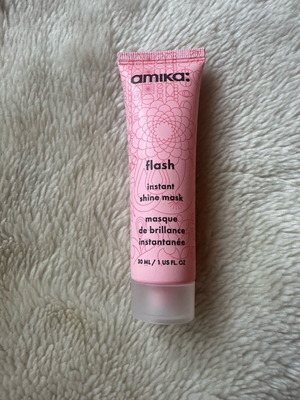 amika:
flash
instant
shine mask
masque
de brillance
instantanée
30 ML / 1 US FL. OZ